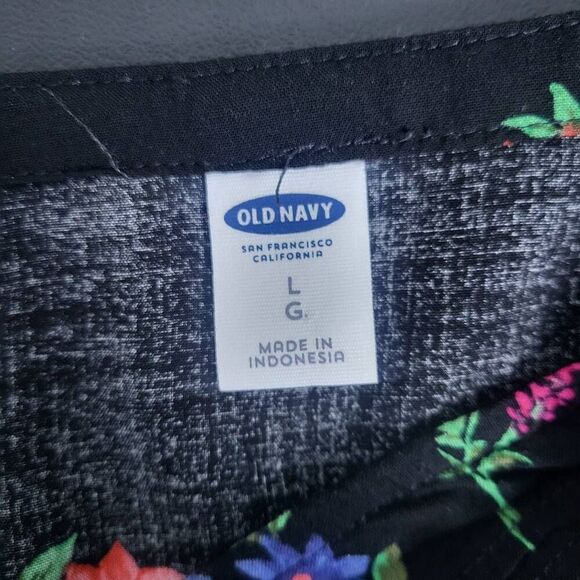 OLD NAVY
SAN FRANCISCO
CALIFORNIA
L
G.
MADE IN
INDONESIA